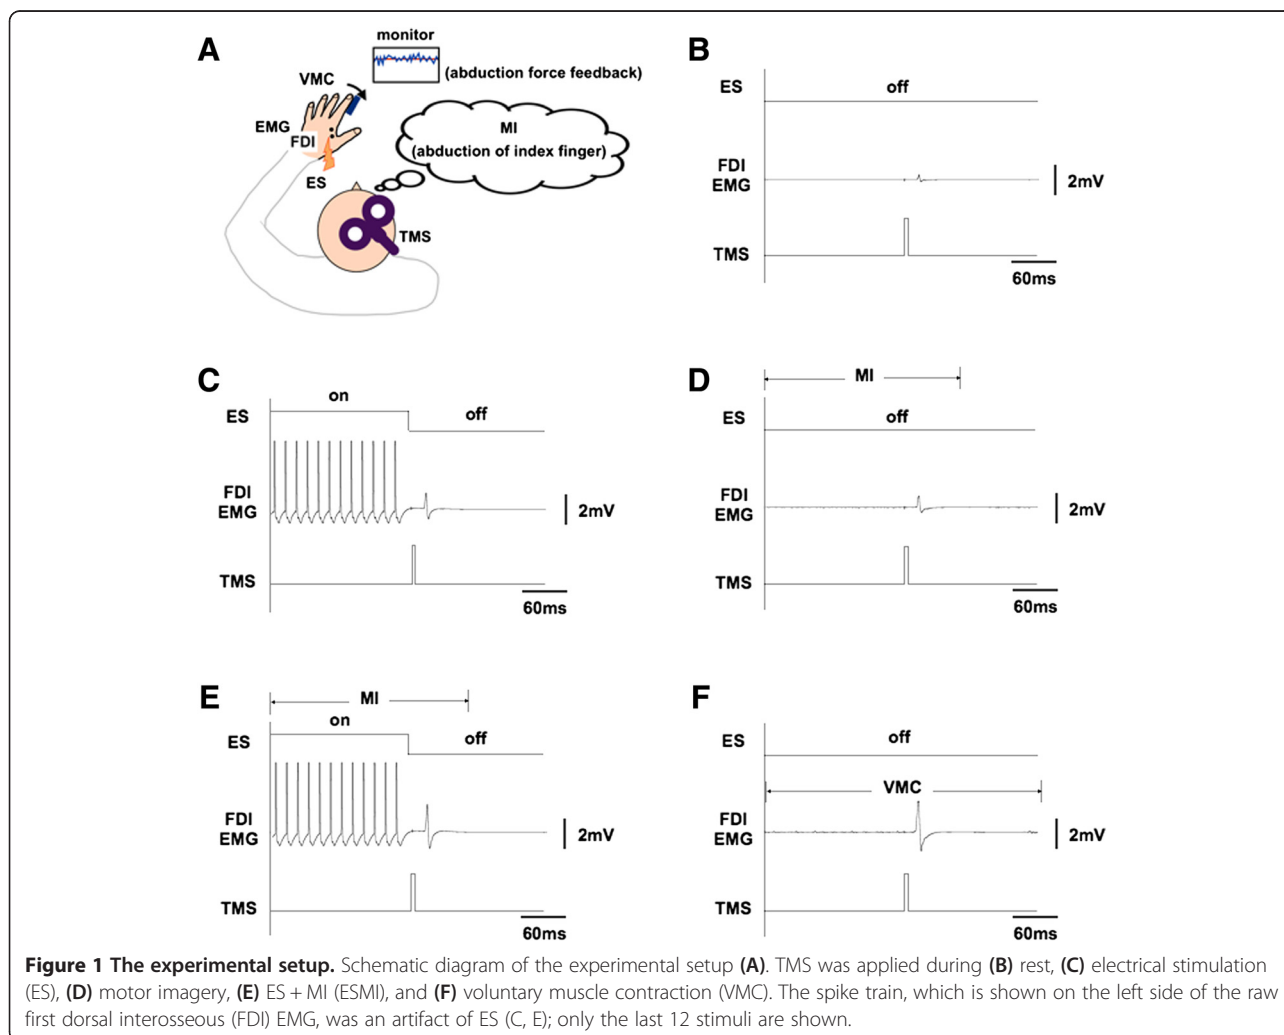 A
monitor
(abduction force feedback)
VMC
EMG
FDI
ES
MI
(abduction of index finger)
TMS
B
ES
off
FDI
EMG
2mV
TMS
60ms
C
ES
on
off
FDI
EMG
2mV
TMS
60ms
D
MI
ES
off
FDI
EMG
2mV
TMS
60ms
E
MI
ES
on
off
FDI
EMG
2mV
TMS
60ms
F
ES
off
VMC
FDI
EMG
2mV
TMS
60ms
Figure 1 The experimental setup. Schematic diagram of the experimental setup (A). TMS was applied during (B) rest, (C) electrical stimulation
(ES), (D) motor imagery, (E) ES + MI (ESMI), and (F) voluntary muscle contraction (VMC). The spike train, which is shown on the left side of the raw
first dorsal interosseous (FDI) EMG, was an artifact of ES (C, E); only the last 12 stimuli are shown.